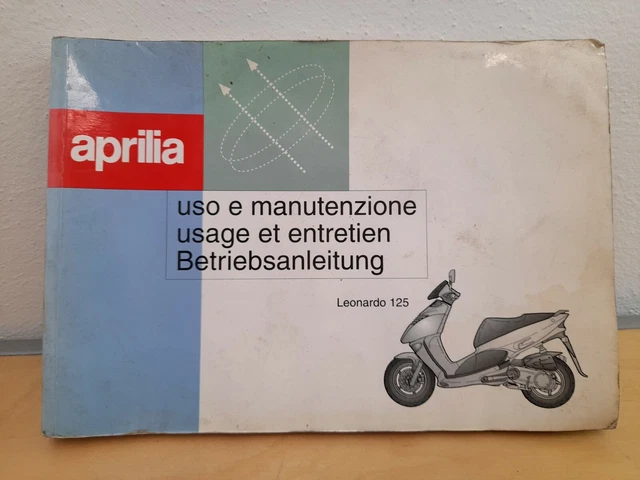 aprilia
uso e manutenzione
usage et entretien
Betriebsanleitung
Leonardo 125